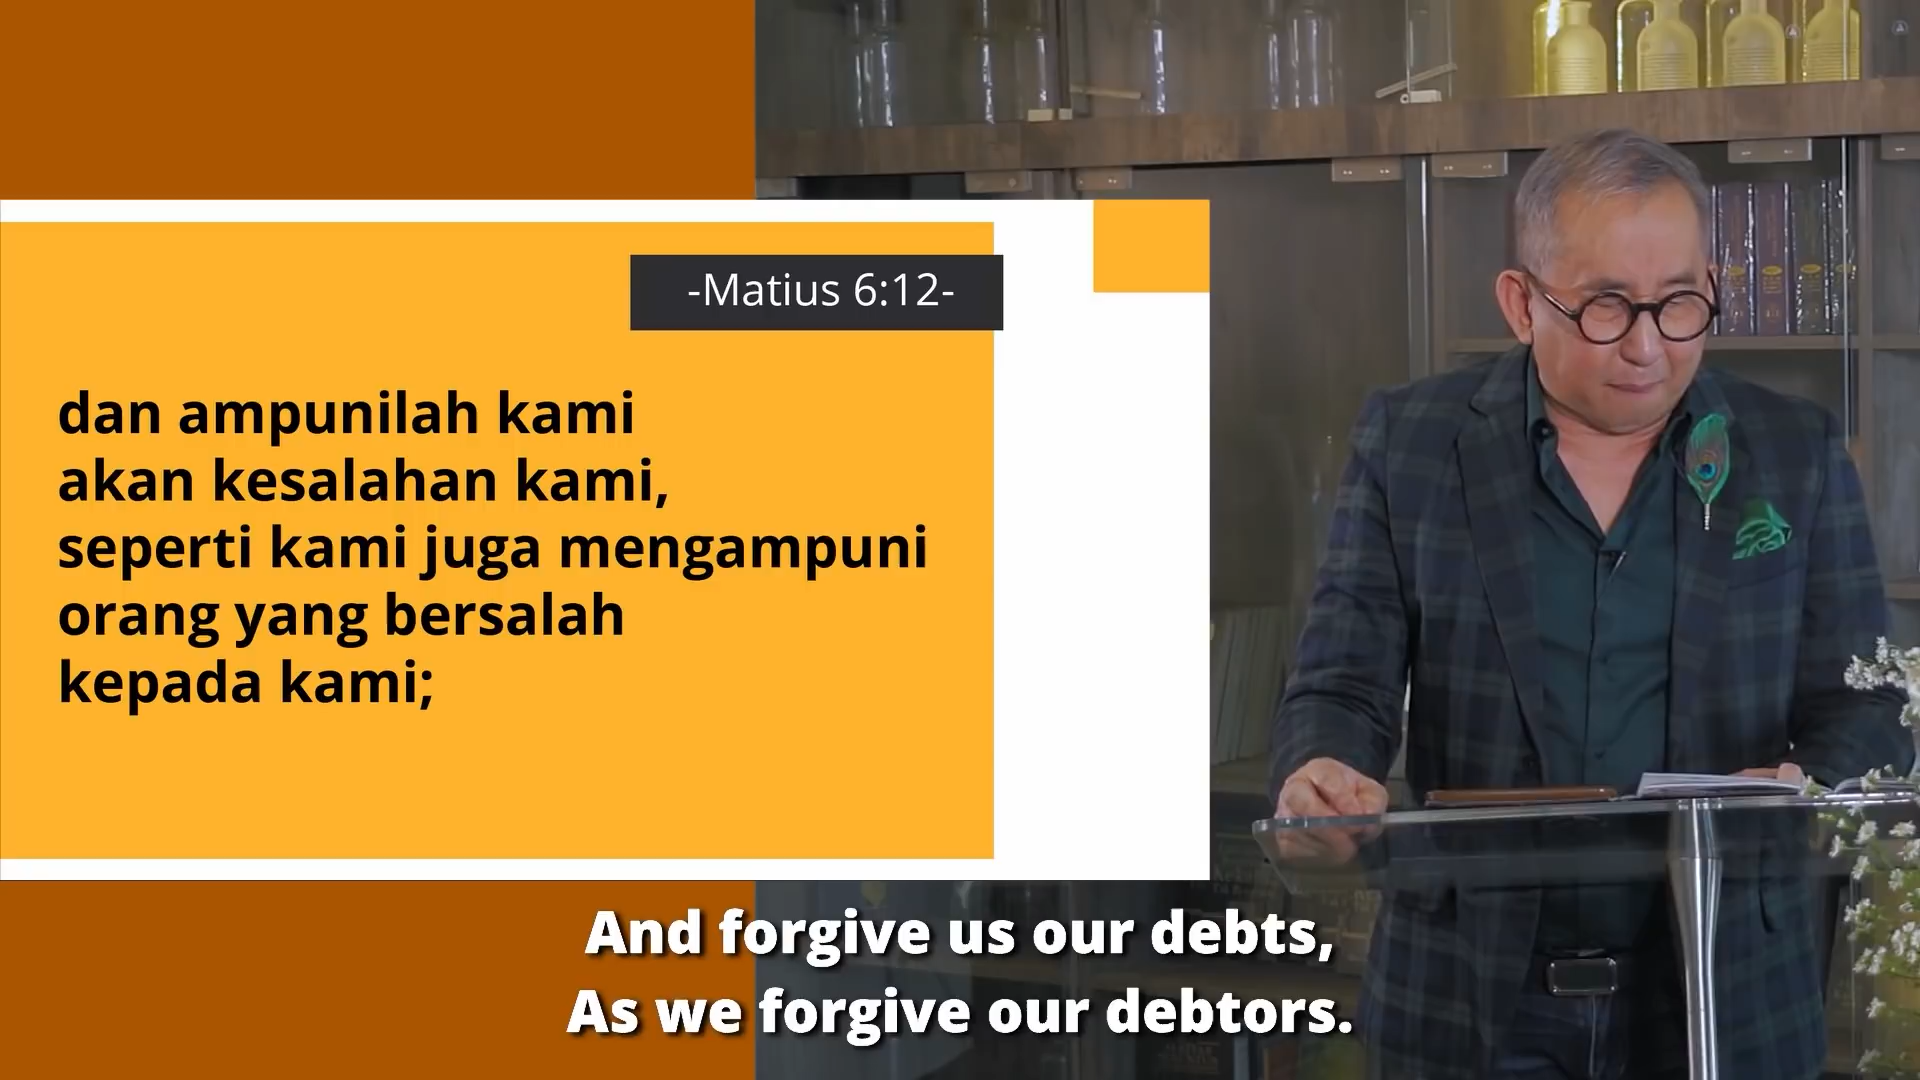 -Matius 6:12-
dan ampunilah kami
akan kesalahan kami,
seperti kami juga mengampuni
orang yang bersalah
kepada kami;
And forgive us our debts,
As we forgive our debtors.